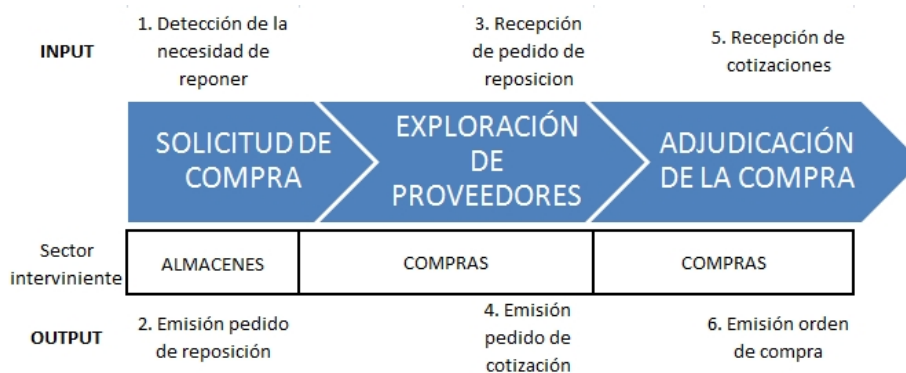 INPUT
1. Detección de la
necesidad de
reponer
3. Recepción
de pedido de
reposicion
5. Recepción de
cotizaciones
SOLICITUD DE
COMPRA
EXPLORACIÓN
DE
PROVEEDORES
ADJUDICACIÓN
DE LA COMPRA
Sector
interviniente
ALMACENES
COMPRAS
COMPRAS
OUTPUT
2. Emisión pedido
de reposición
4. Emisión
pedido de
cotización
6. Emisión orden
de compra